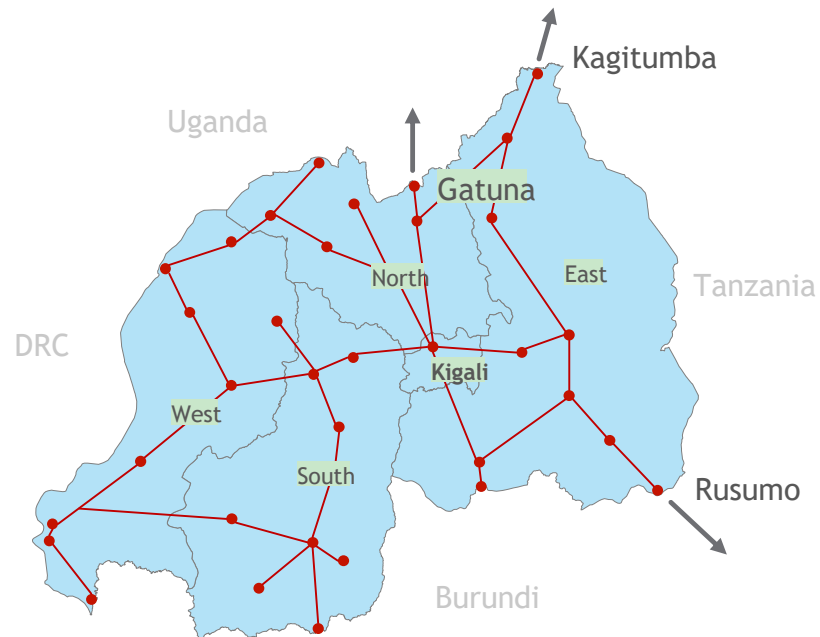 Kagitumba
Uganda
Gatuna
North
East
Tanzania
DRC
Kigali
West
South
Rusumo
Burundi